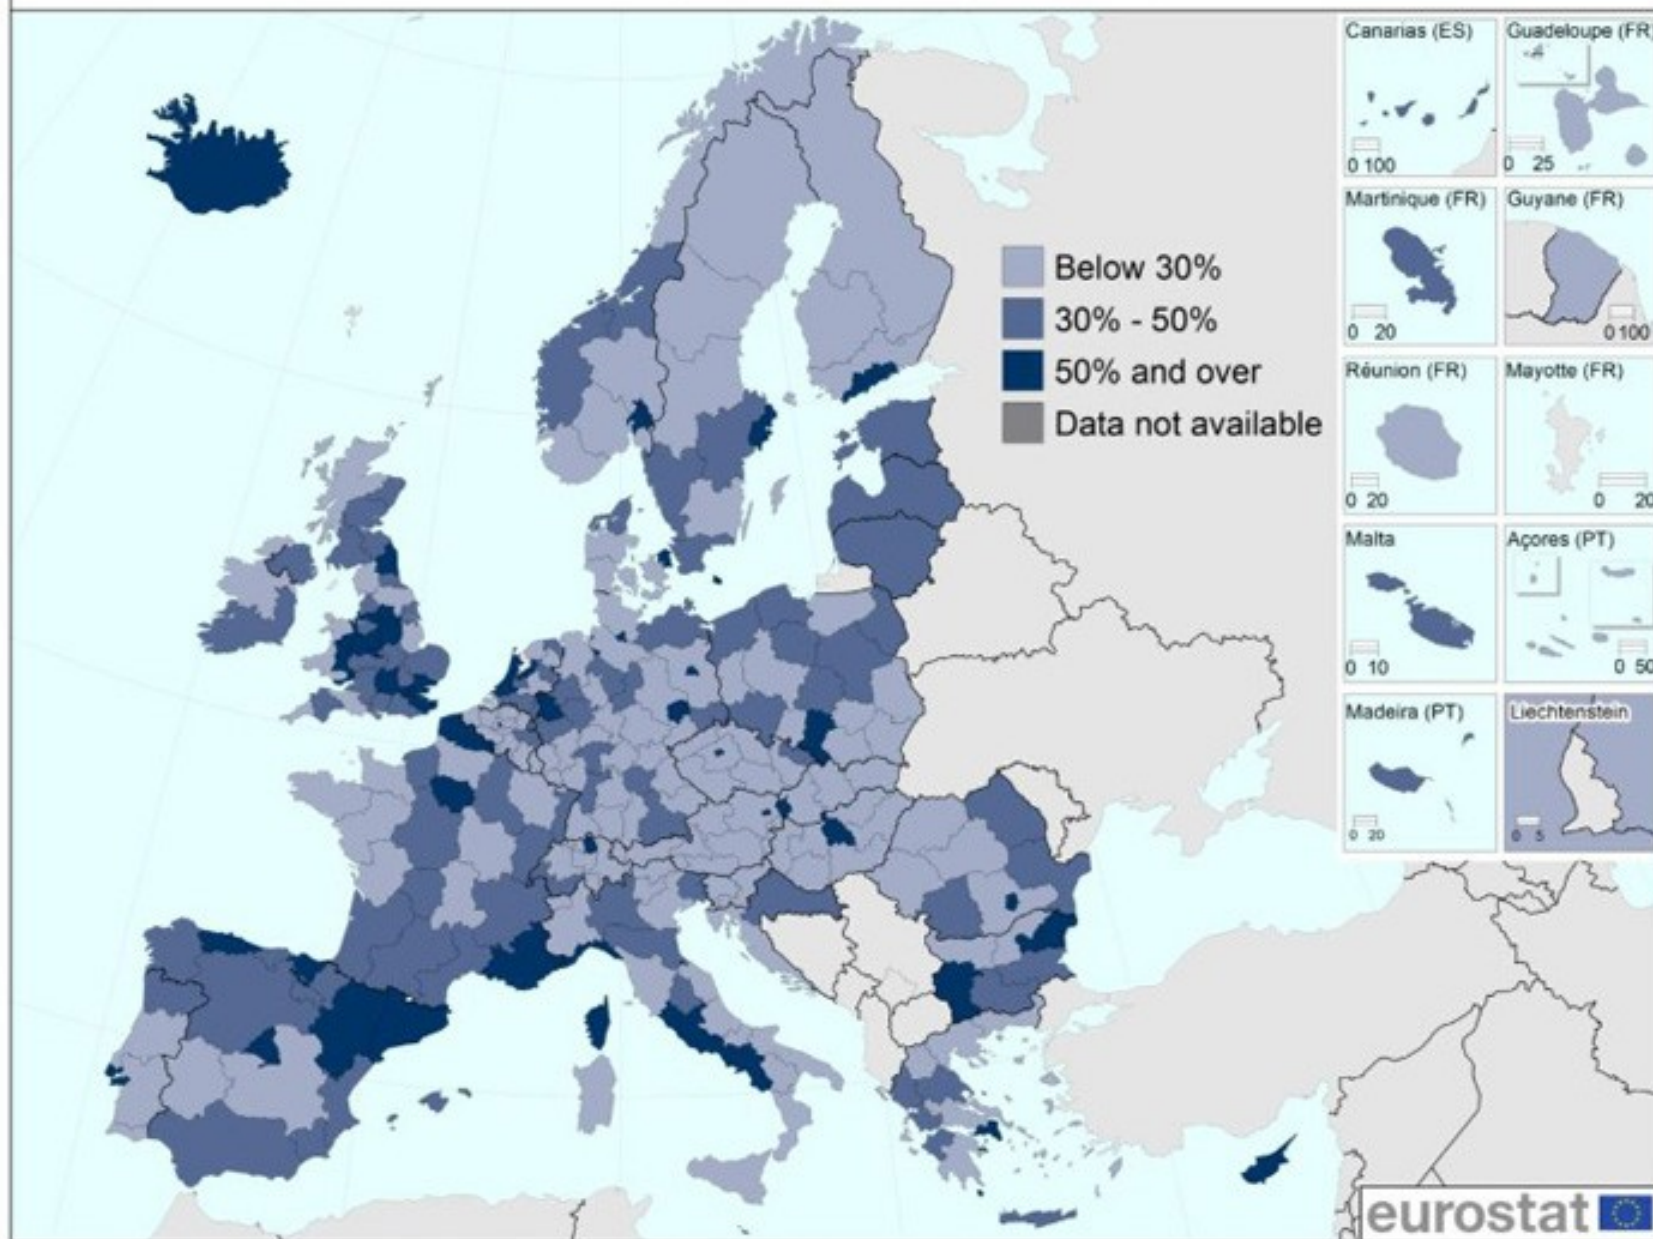 Canarias (ES)
0 100
Guadeloupe (FR)
0 25
Martinique (FR)
0 20
Guyane (FR)
0 100
Below 30%
30% - 50%
50% and over
Data not available
Réunion (FR)
0 20
Mayotte (FR)
0 20
Malta
0 10
Açores (PT)
0 50
Madeira (PT)
0 20
Liechtenstein
0 5
eurostat